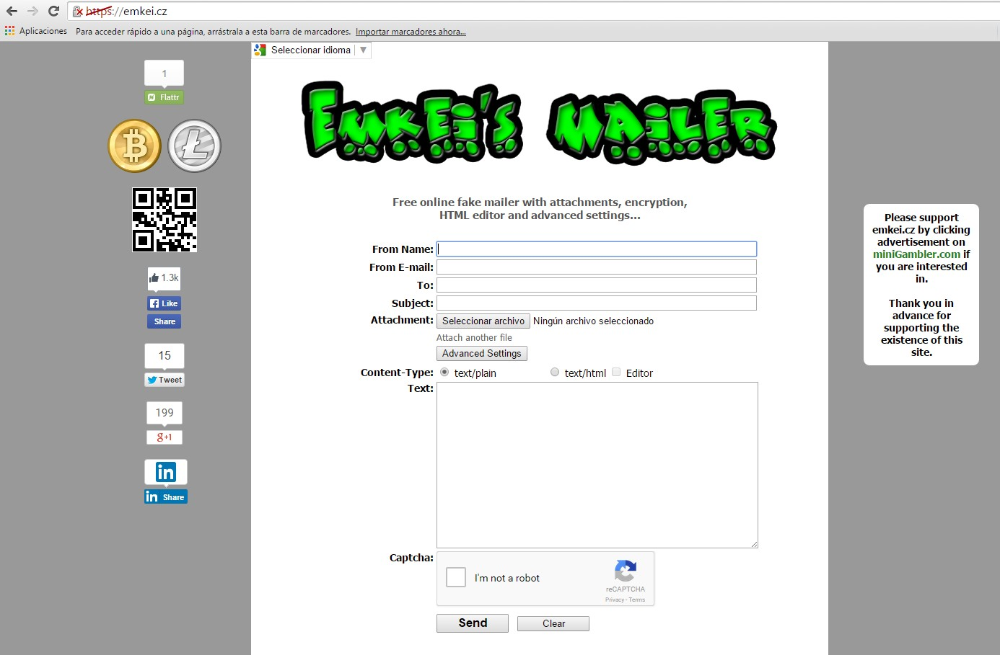 https://emkei.cz
Aplicaciones Para acceder rápido a una página, arrástrala a esta barra de marcadores. Importar marcadores ahora...
Seleccionar idioma ▼
1
Flattr
1.3k
Like
Share
15
Tweet
199
g+1
in
in Share
EMKEI'S MAILER
Free online fake mailer with attachments, encryption,
HTML editor and advanced settings...
From Name:
From E-mail:
To:
Subject:
Attachment: Seleccionar archivo Ningún archivo seleccionado
Attach another file
Advanced Settings
Content-Type: text/plain text/html Editor
Text:
Captcha:
I'm not a robot
reCAPTCHA
Privacy - Terms
Send Clear
Please support
emkei.cz by clicking
advertisement on
miniGambler.com if
you are interested
in.
Thank you in
advance for
supporting the
existence of this
site.